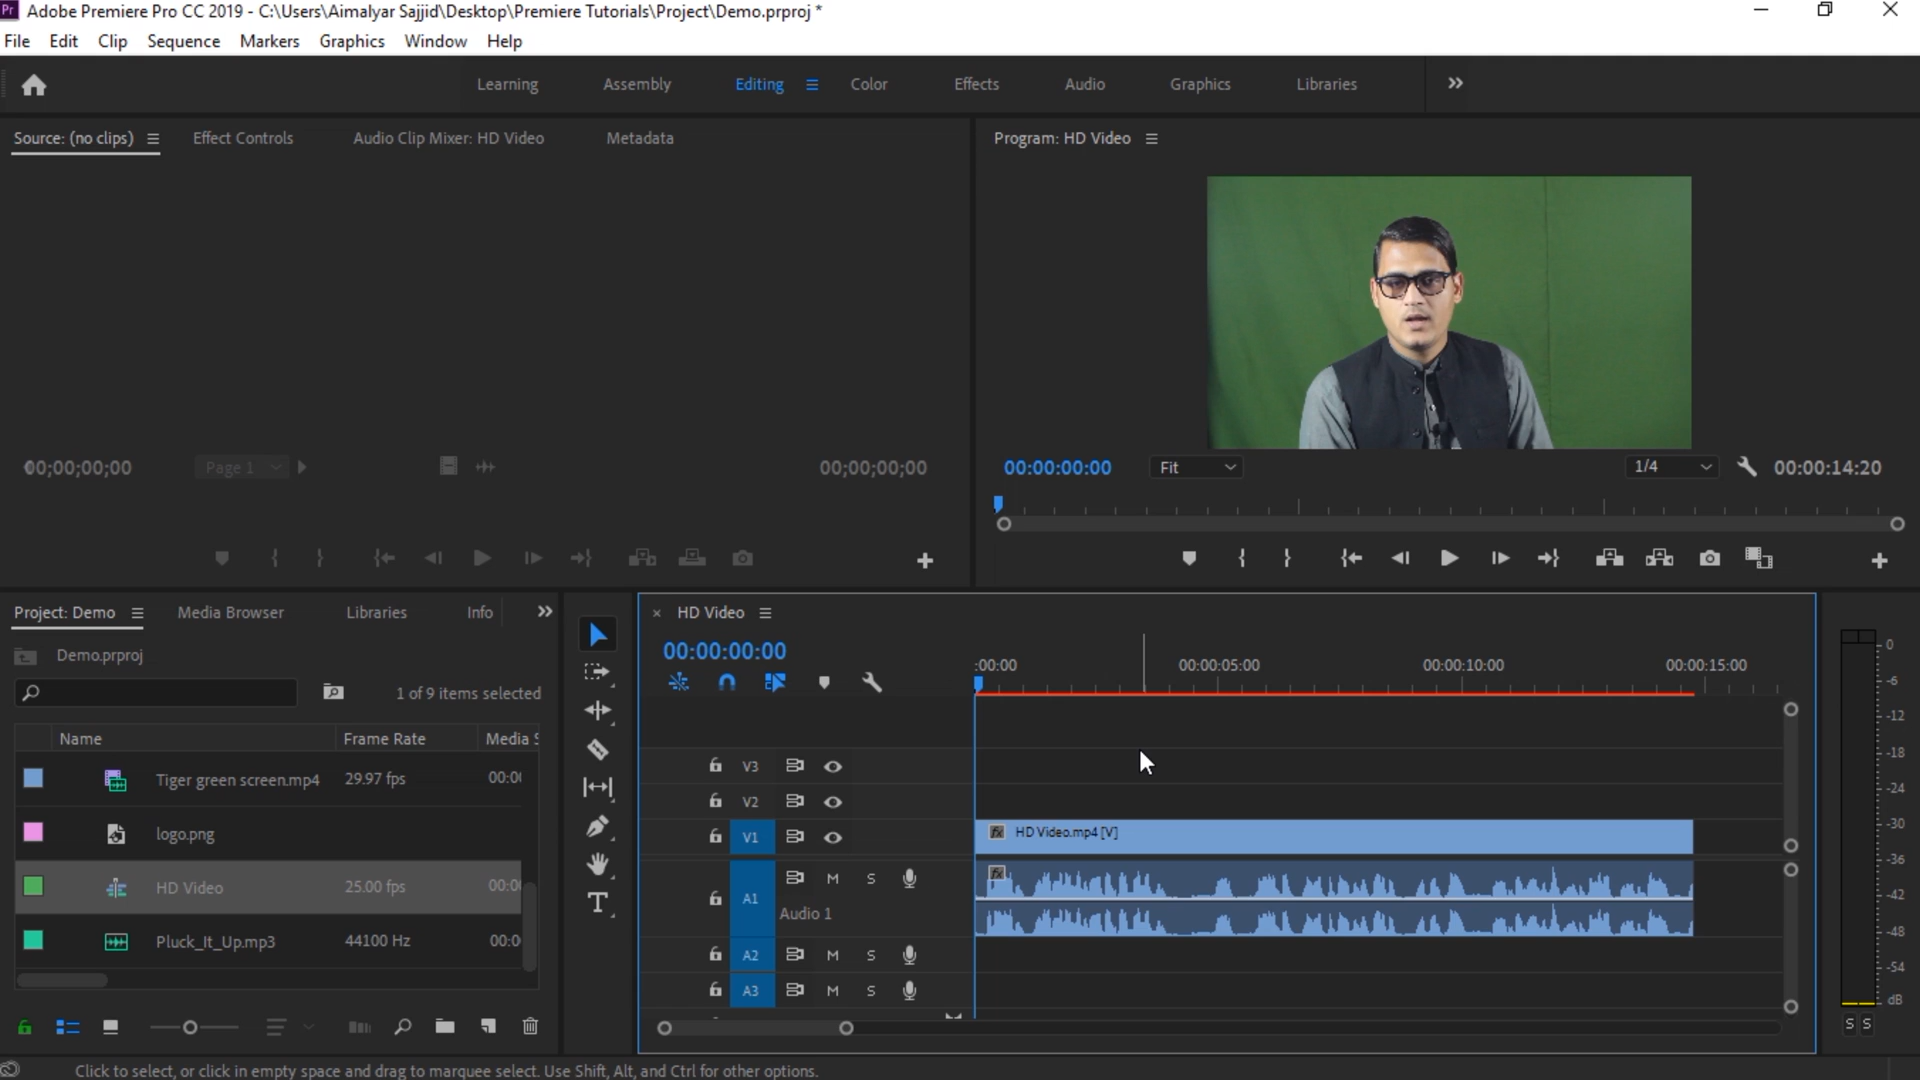 Pr Adobe Premiere Pro CC 2019 - C:\Users\Aimalyar Sajjid\Desktop\Premiere Tutorials\Project\Demo.prproj *
File Edit Clip Sequence Markers Graphics Window Help
Learning Assembly Editing Color Effects Audio Graphics Libraries
Source: (no clips) Effect Controls Audio Clip Mixer: HD Video Metadata
Program: HD Video
00;00;00;00 Page 1 00;00;00;00
00:00:00:00 Fit 1/4 00:00:14:20
Project: Demo Media Browser Libraries Info
Demo.prproj
1 of 9 items selected
Name Frame Rate Media S
Tiger green screen.mp4 29.97 fps 00:00
logo.png
HD Video 25.00 fps 00:00
Pluck_It_Up.mp3 44100 Hz 00:0
HD Video
00:00:00:00
:00:00 00:00:05:00 00:00:10:00 00:00:15:00
V3
V2
V1 HD Video.mp4 [V]
A1 M S
Audio 1
A2 M S
A3 M S
0
-6
-12
-18
-24
-30
-36
-42
-48
-54
dB
S S
Click to select, or click in empty space and drag to marquee select. Use Shift, Alt, and Ctrl for other options.